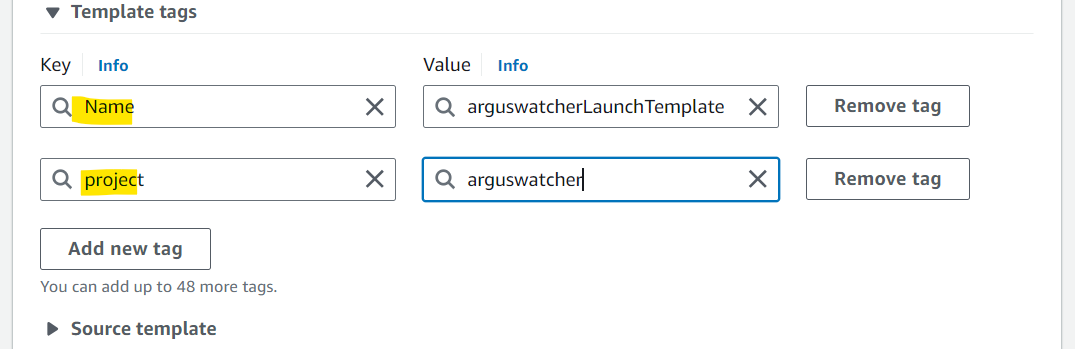 Template tags
Key Info Value Info
Name arguswatcherLaunchTemplate Remove tag
project arguswatcher Remove tag
Add new tag
You can add up to 48 more tags.
Source template